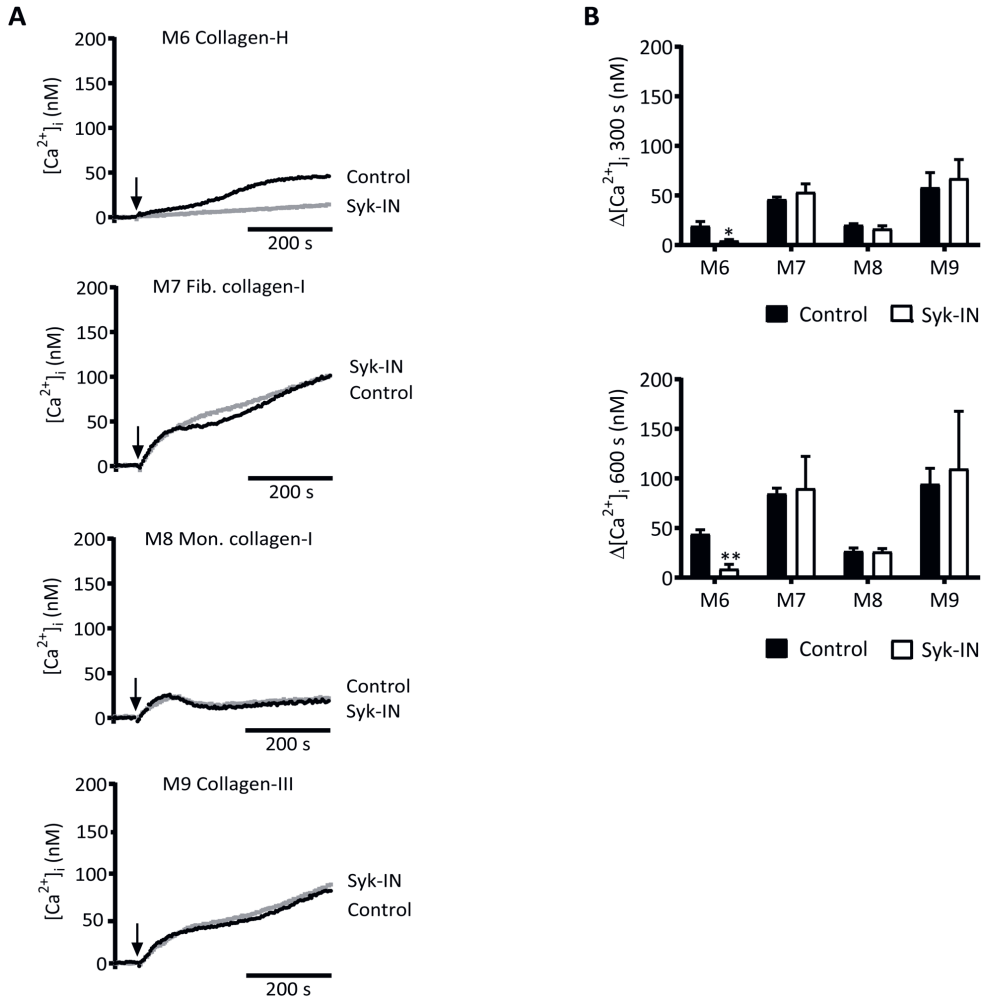 A
M6 Collagen-H
[Ca²⁺]ᵢ (nM)
200
150
100
50
0
Control
Syk-IN
200 s
M7 Fib. collagen-I
[Ca²⁺]ᵢ (nM)
200
150
100
50
0
Syk-IN
Control
200 s
M8 Mon. collagen-I
[Ca²⁺]ᵢ (nM)
200
150
100
50
0
Control
Syk-IN
200 s
M9 Collagen-III
[Ca²⁺]ᵢ (nM)
200
150
100
50
0
Syk-IN
Control
200 s
B
Δ[Ca²⁺]ᵢ 300 s (nM)
200
150
100
50
0
*
M6 M7 M8 M9
Control Syk-IN
Δ[Ca²⁺]ᵢ 600 s (nM)
200
150
100
50
0
**
M6 M7 M8 M9
Control Syk-IN